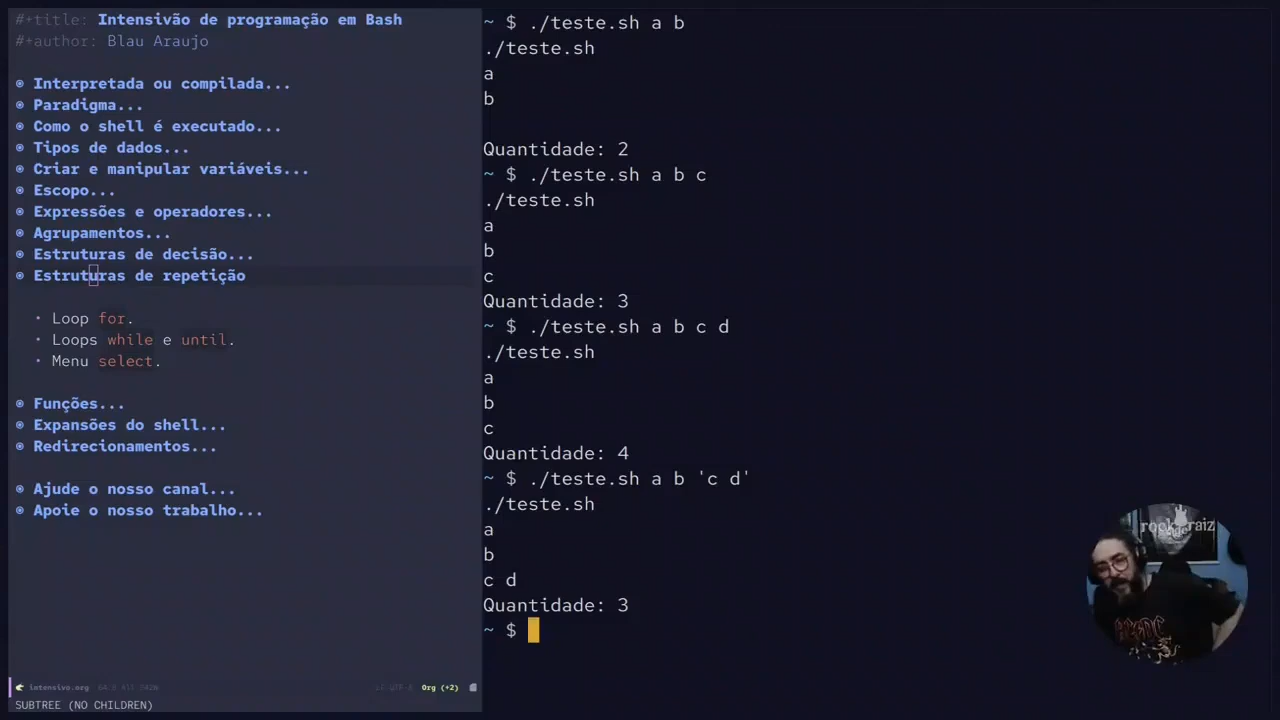 #+title: Intensivão de programação em Bash
#+author: Blau Araujo
Interpretada ou compilada...
Paradigma...
Como o shell é executado...
Tipos de dados...
Criar e manipular variáveis...
Escopo...
Expressões e operadores...
Agrupamentos...
Estruturas de decisão...
Estruturas de repetição
• Loop for.
• Loops while e until.
• Menu select.
Funções...
Expansões do shell...
Redirecionamentos...
Ajude o nosso canal...
Apoie o nosso trabalho...
intensivo.org
Org (+2)
SUBTREE (NO CHILDREN)
~ $ ./teste.sh a b
./teste.sh
a
b
Quantidade: 2
~ $ ./teste.sh a b c
./teste.sh
a
b
c
Quantidade: 3
~ $ ./teste.sh a b c d
./teste.sh
a
b
c
Quantidade: 4
~ $ ./teste.sh a b 'c d'
./teste.sh
a
b
c d
Quantidade: 3
~ $